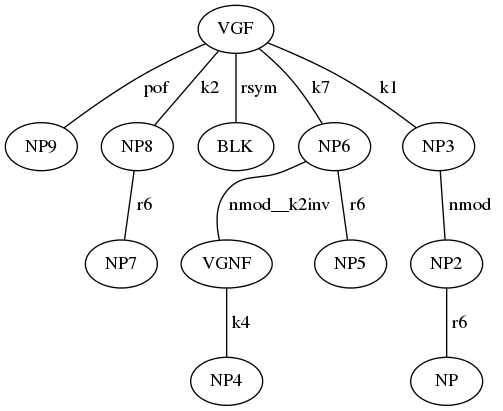 VGF
pof k2 rsym k7 k1
NP9 NP8 BLK NP6 NP3
r6 nmod__k2inv r6 nmod
NP7 VGNF NP5 NP2
k4 r6
NP4 NP